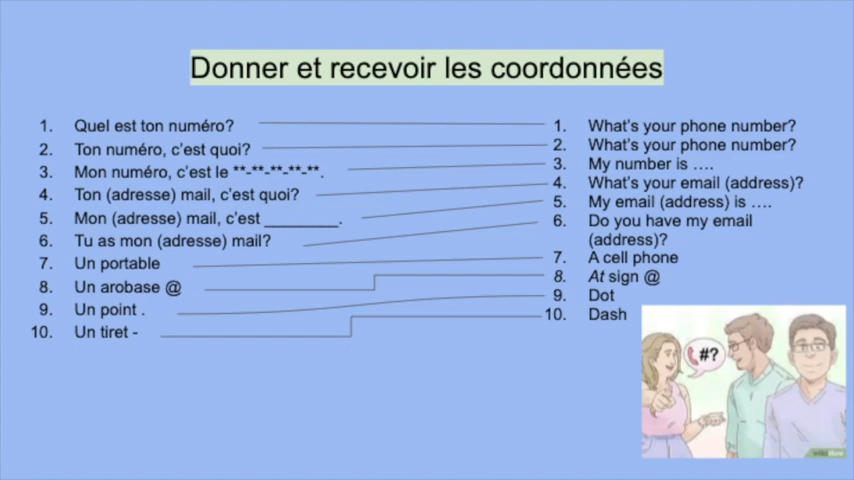 Donner et recevoir les coordonnées
1. Quel est ton numéro?
2. Ton numéro, c'est quoi?
3. Mon numéro, c'est le **-**-**-**-**.
4. Ton (adresse) mail, c'est quoi?
5. Mon (adresse) mail, c'est ________.
6. Tu as mon (adresse) mail?
7. Un portable
8. Un arobase @
9. Un point .
10. Un tiret -
1. What's your phone number?
2. What's your phone number?
3. My number is ....
4. What's your email (address)?
5. My email (address) is ....
6. Do you have my email
(address)?
7. A cell phone
8. At sign @
9. Dot
10. Dash
#?
wikiHow